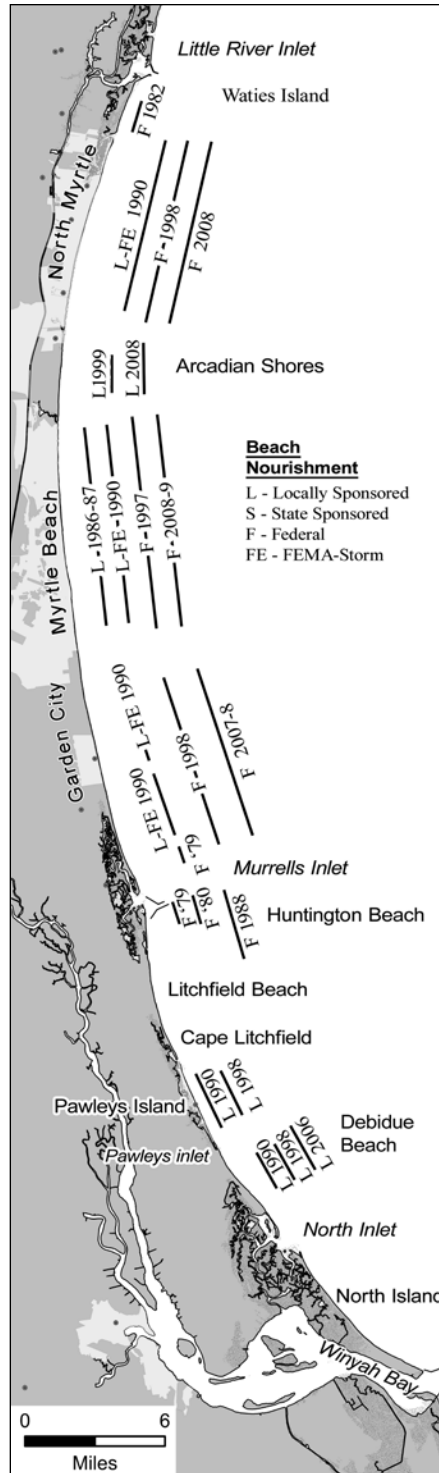 Little River Inlet
Waties Island
F 1982
North Myrtle
L-FE 1990
F-1998
F 2008
L1999
L 2008
Arcadian Shores
Beach
Nourishment
L - Locally Sponsored
S - State Sponsored
F - Federal
FE - FEMA-Storm
Myrtle Beach
L-1986-87
L-FE-1990
F-1997
F-2008-9
Garden City
L-FE 1990
L-FE 1990
F-1998
F 2007-8
F '79
Murrells Inlet
F '79
F '80
F 1988
Huntington Beach
Litchfield Beach
Cape Litchfield
L 1990
L 1998
Pawleys Island
Pawleys inlet
Debidue
Beach
L 1990
L 1998
L 2006
North Inlet
North Island
Winyah Bay
0 6
Miles